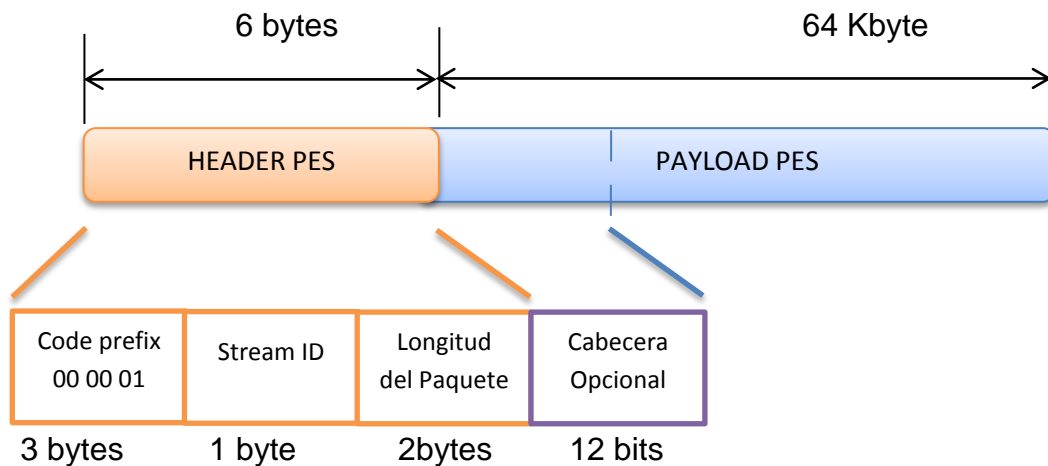 6 bytes
64 Kbyte
HEADER PES
PAYLOAD PES
Code prefix
00 00 01
Stream ID
Longitud
del Paquete
Cabecera
Opcional
3 bytes
1 byte
2bytes
12 bits